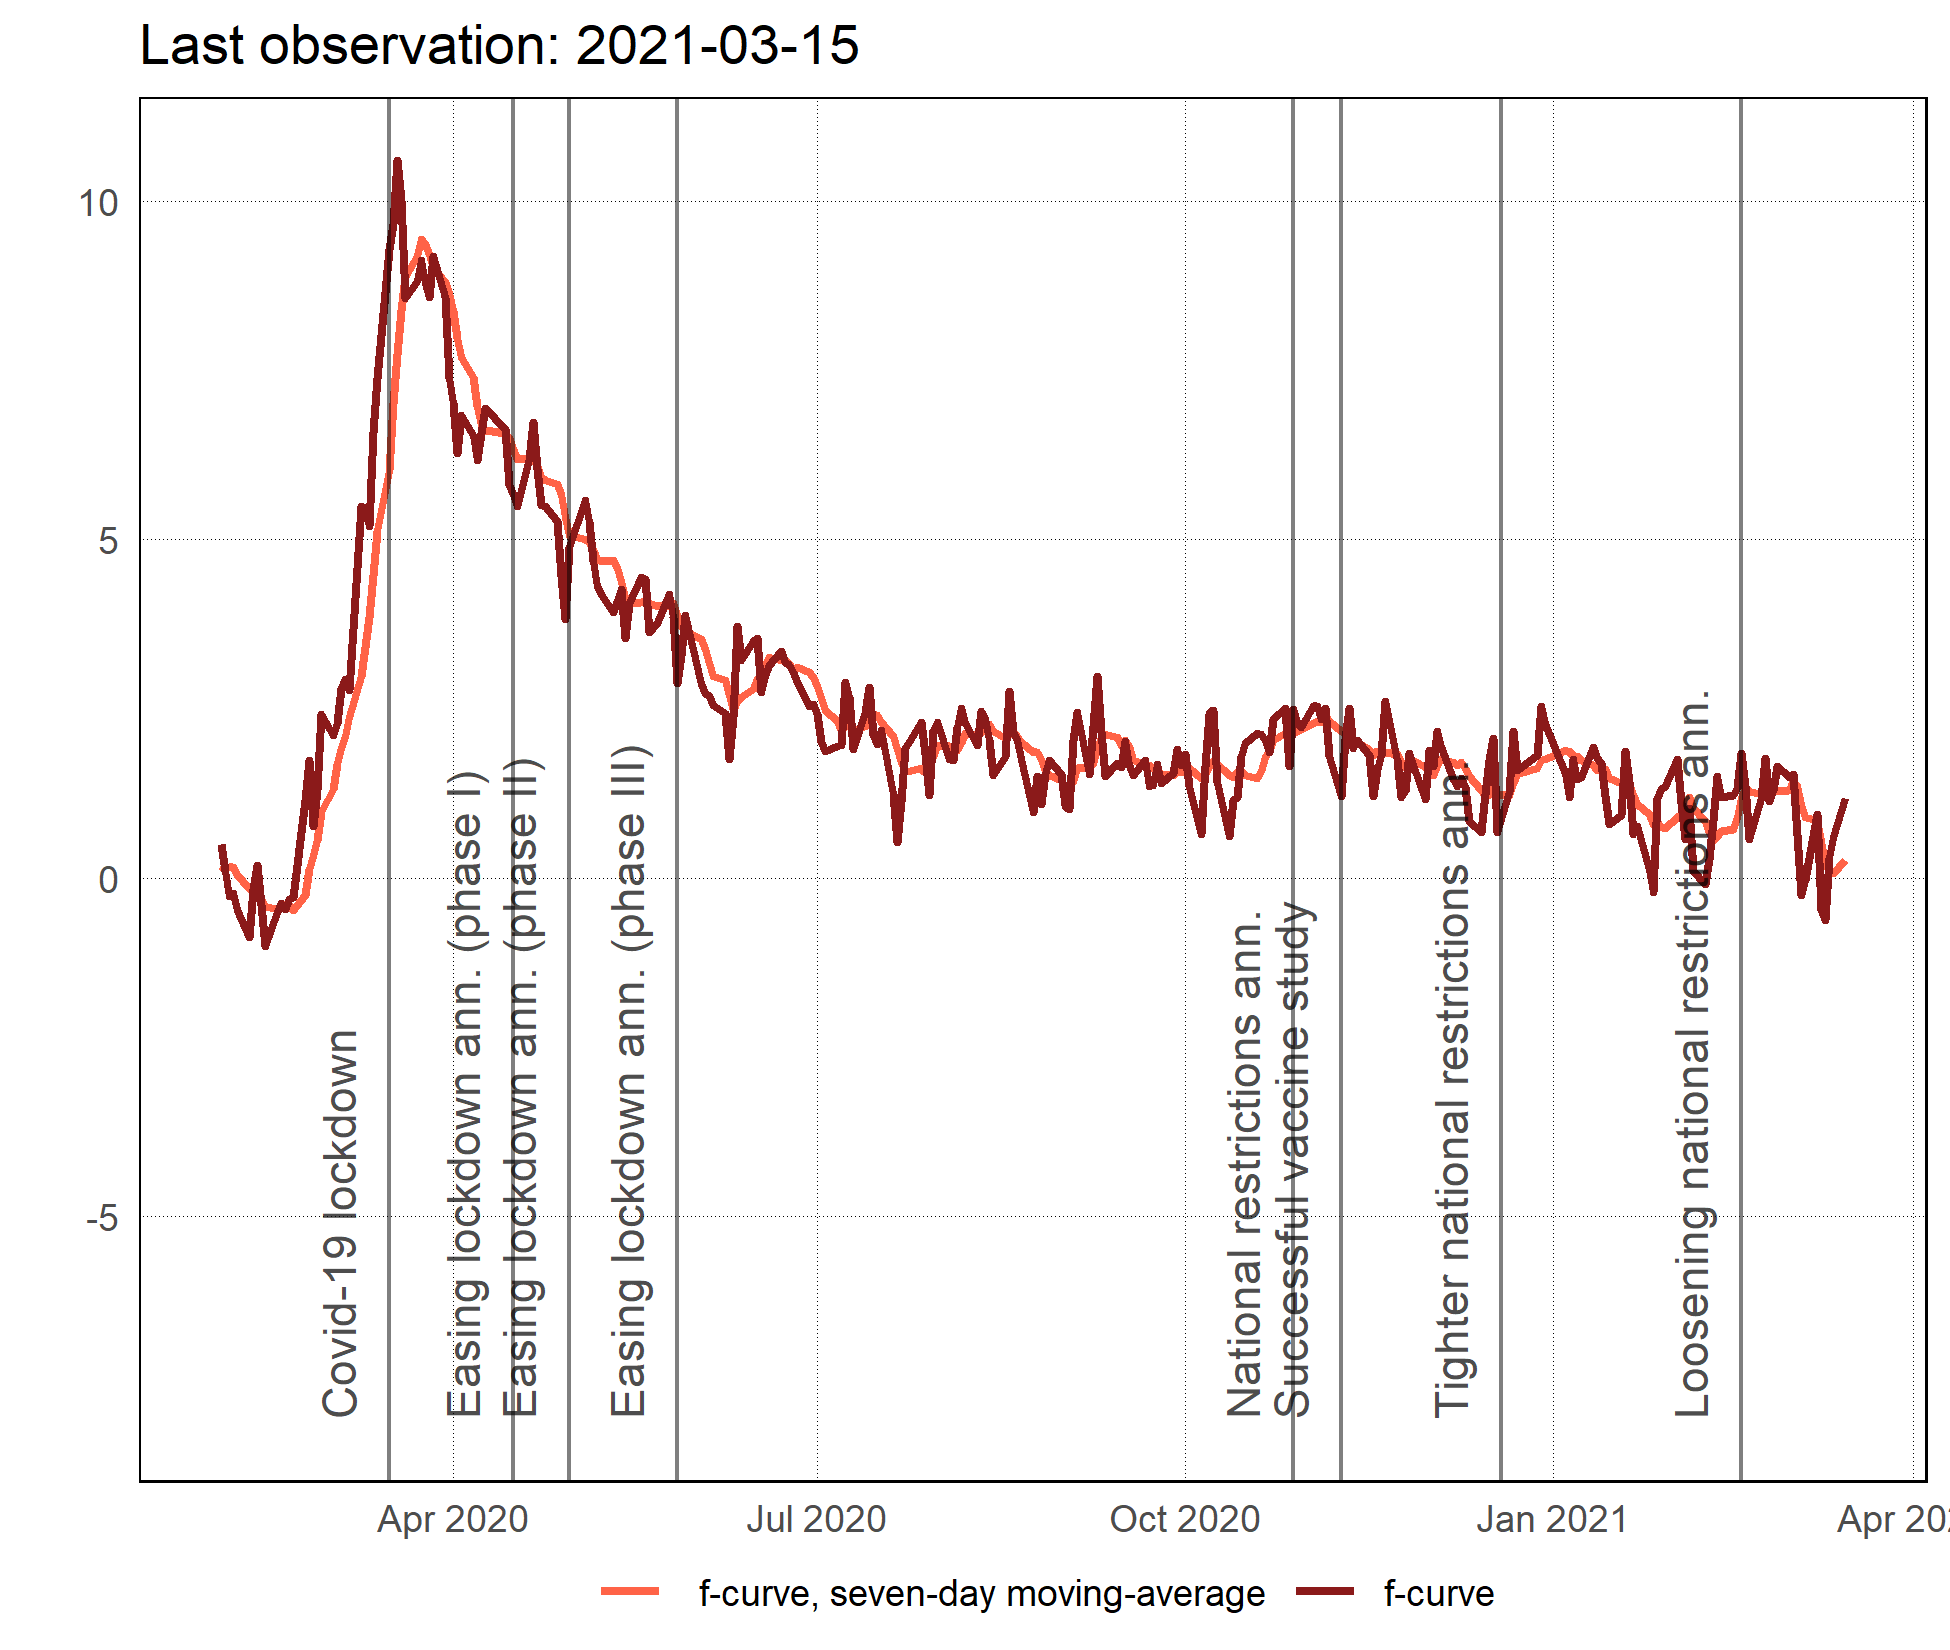 Last observation: 2021-03-15
10
5
0
-5
Covid-19 lockdown
Easing lockdown ann. (phase I)
Easing lockdown ann. (phase II)
Easing lockdown ann. (phase III)
National restrictions ann.
Successful vaccine study
Tighter national restrictions ann.
Loosening national restrictions ann.
Apr 2020 Jul 2020 Oct 2020 Jan 2021 Apr 202
f-curve, seven-day moving-average f-curve